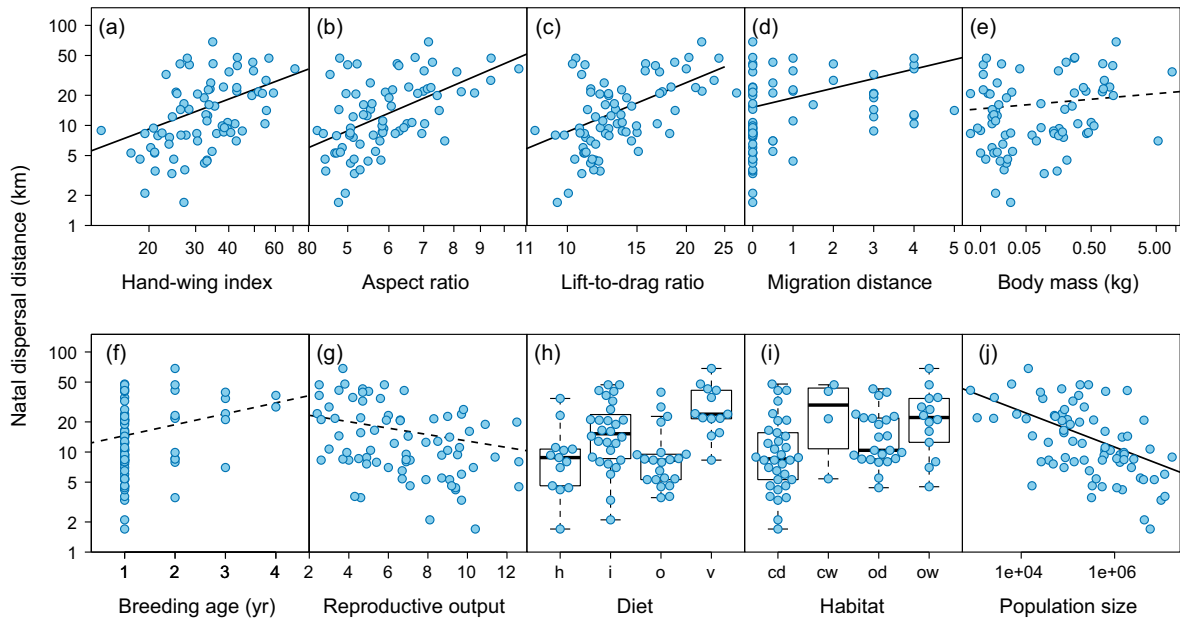 Natal dispersal distance (km)
(a) (b) (c) (d) (e)
100
50
20
10
5
2
1
20 30 40 60 80 5 6 7 8 9 11 10 15 20 25 0 1 2 3 4 5 0.01 0.05 0.50 5.00
Hand-wing index Aspect ratio Lift-to-drag ratio Migration distance Body mass (kg)
(f) (g) (h) (i) (j)
100
50
20
10
5
2
1
1 2 3 4 2 4 6 8 10 12 h i o v cd cw od ow 1e+04 1e+06
Breeding age (yr) Reproductive output Diet Habitat Population size